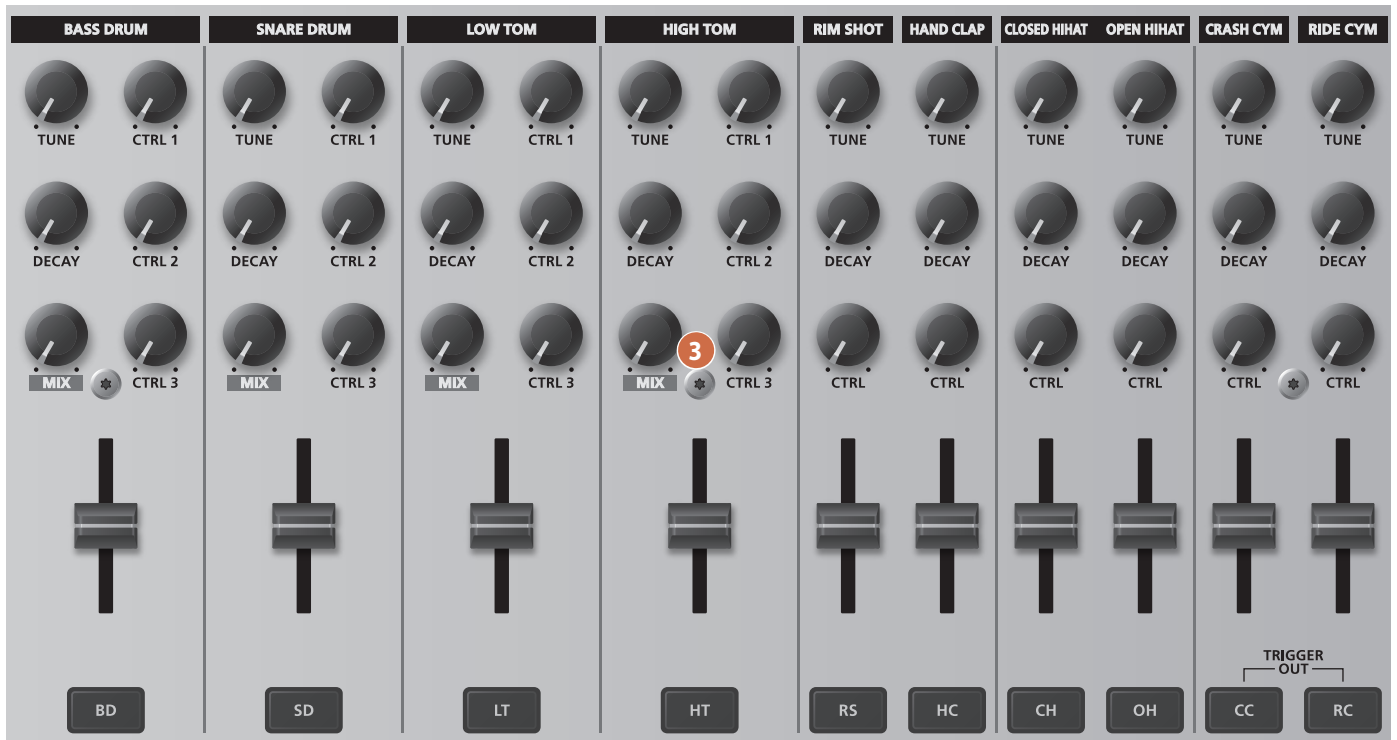 BASS DRUM SNARE DRUM LOW TOM HIGH TOM RIM SHOT HAND CLAP CLOSED HIHAT OPEN HIHAT CRASH CYM RIDE CYM
TUNE CTRL 1 TUNE CTRL 1 TUNE CTRL 1 TUNE CTRL 1 TUNE TUNE TUNE TUNE TUNE TUNE
DECAY CTRL 2 DECAY CTRL 2 DECAY CTRL 2 DECAY CTRL 2 DECAY DECAY DECAY DECAY DECAY DECAY
3
MIX CTRL 3 MIX CTRL 3 MIX CTRL 3 MIX CTRL 3 CTRL CTRL CTRL CTRL CTRL CTRL
TRIGGER
OUT
BD SD LT HT RS HC CH OH CC RC